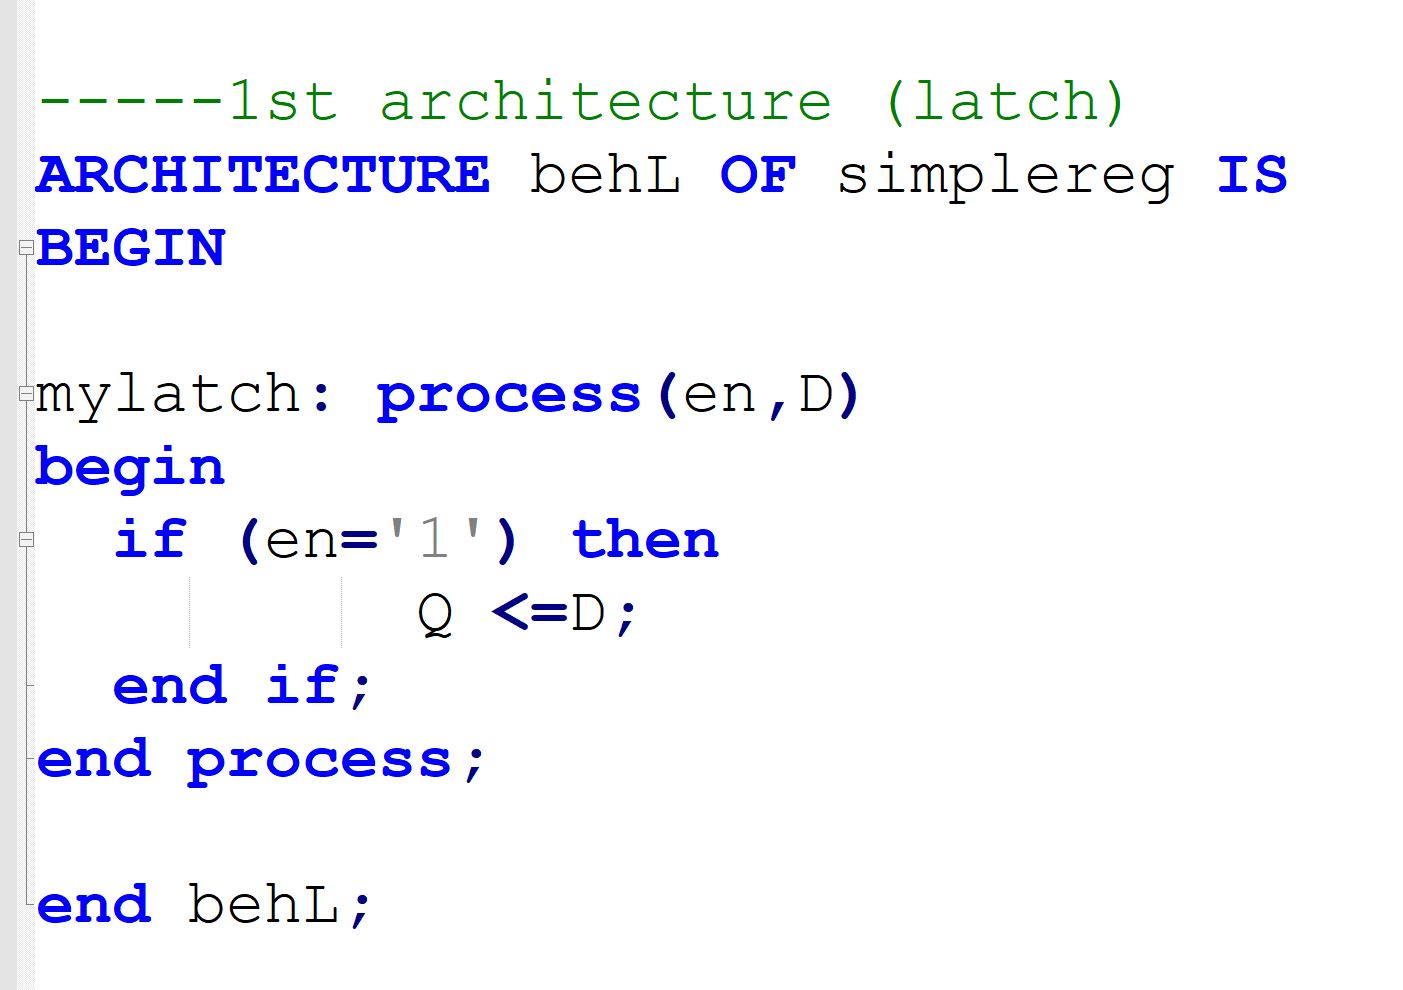 -----1st architecture (latch)
ARCHITECTURE behL OF simplereg IS
BEGIN
mylatch: process(en,D)
begin
if (en='1') then
Q <=D;
end if;
end process;
end behL;